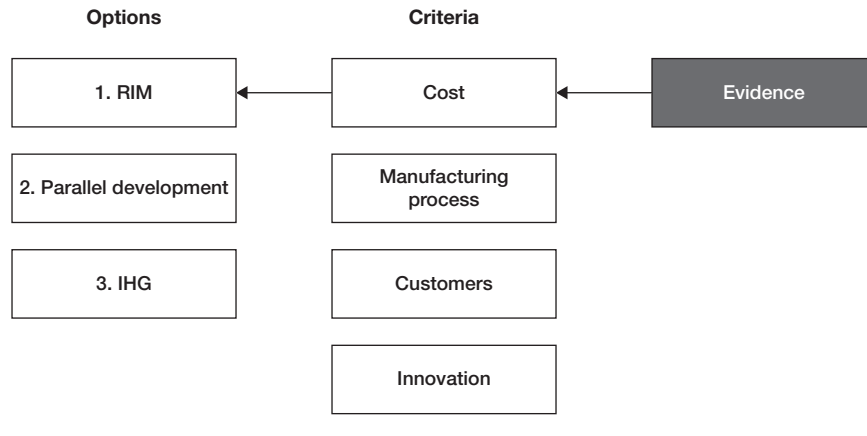 Options
Criteria
1. RIM
Cost
Evidence
2. Parallel development
Manufacturing
process
3. IHG
Customers
Innovation